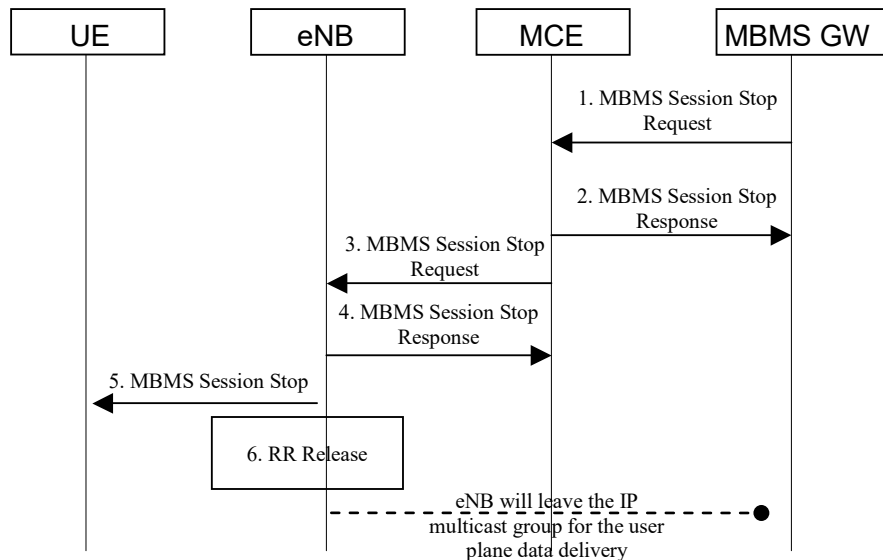 UE
eNB
MCE
MBMS GW
1. MBMS Session Stop
Request
2. MBMS Session Stop
Response
3. MBMS Session Stop
Request
4. MBMS Session Stop
Response
5. MBMS Session Stop
6. RR Release
eNB will leave the IP
multicast group for the user
plane data delivery